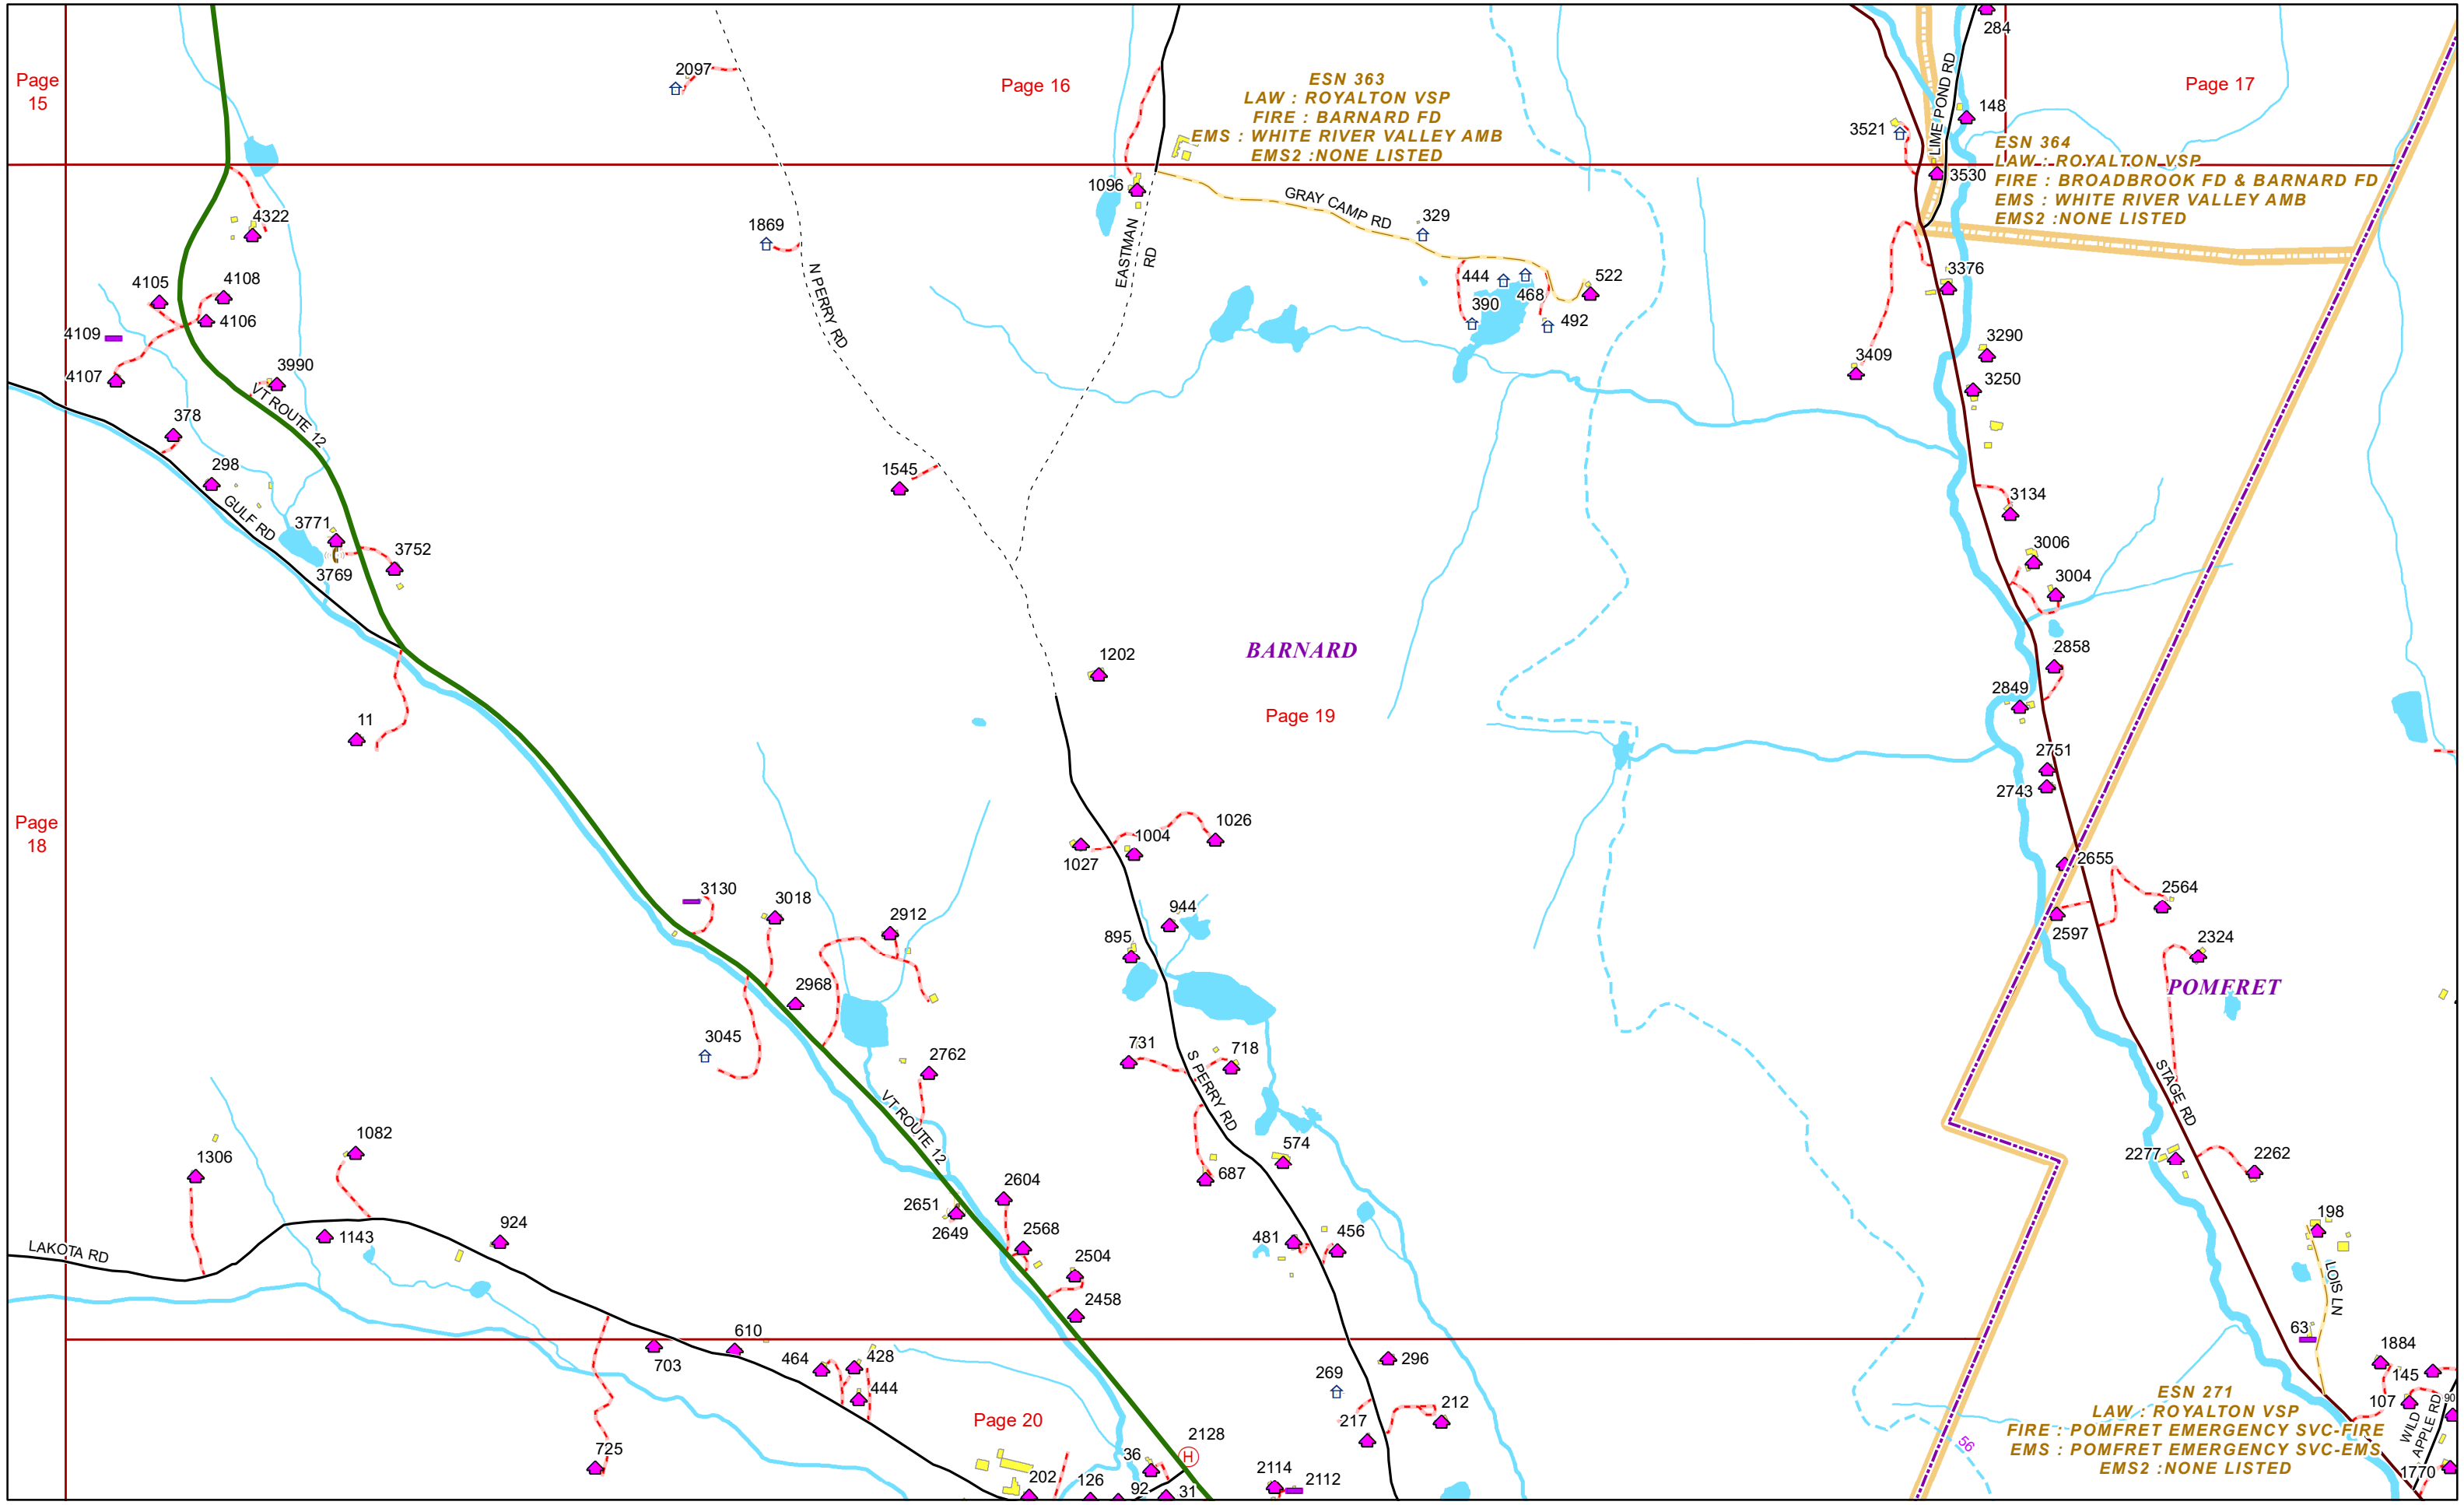 284
2097
Page
15
Page 16
ESN 363
LAW : ROYALTON VSP
FIRE : BARNARD FD
EMS : WHITE RIVER VALLEY AMB
EMS2 :NONE LISTED
LIME POND RD
Page 17
148
3521
ESN 364
LAW : ROYALTON VSP
FIRE : BROADBROOK FD & BARNARD FD
EMS : WHITE RIVER VALLEY AMB
EMS2 :NONE LISTED
3530
1096
4322
1869
GRAY CAMP RD
329
EASTMAN
RD
N PERRY RD
4105
4108
4106
4109
4107
444
468
390
492
522
3376
3290
3409
3250
3990
VT ROUTE 12
378
298
GULF RD
1545
3134
3771
3769
3752
3006
3004
1202
BARNARD
Page 19
2858
2849
11
2751
2743
Page
18
1004
1026
1027
2655
2564
2597
3130
3018
2912
944
895
2324
POMFRET
2968
3045
2762
731
718
S PERRY RD
STAGE RD
VT ROUTE 12
1082
1306
574
687
2277
2262
2604
2651
2649
2568
198
924
1143
LAKOTA RD
481
456
2504
2458
LOIS LN
63
610
703
464
428
444
296
269
212
217
1884
145
107
90
WILD
APPLE RD
Page 20
ESN 271
LAW : ROYALTON VSP
FIRE : POMFRET EMERGENCY SVC-FIRE
EMS : POMFRET EMERGENCY SVC-EMS
EMS2 :NONE LISTED
56
725
2128
H
36
202
126
92
31
2114
2112
1770